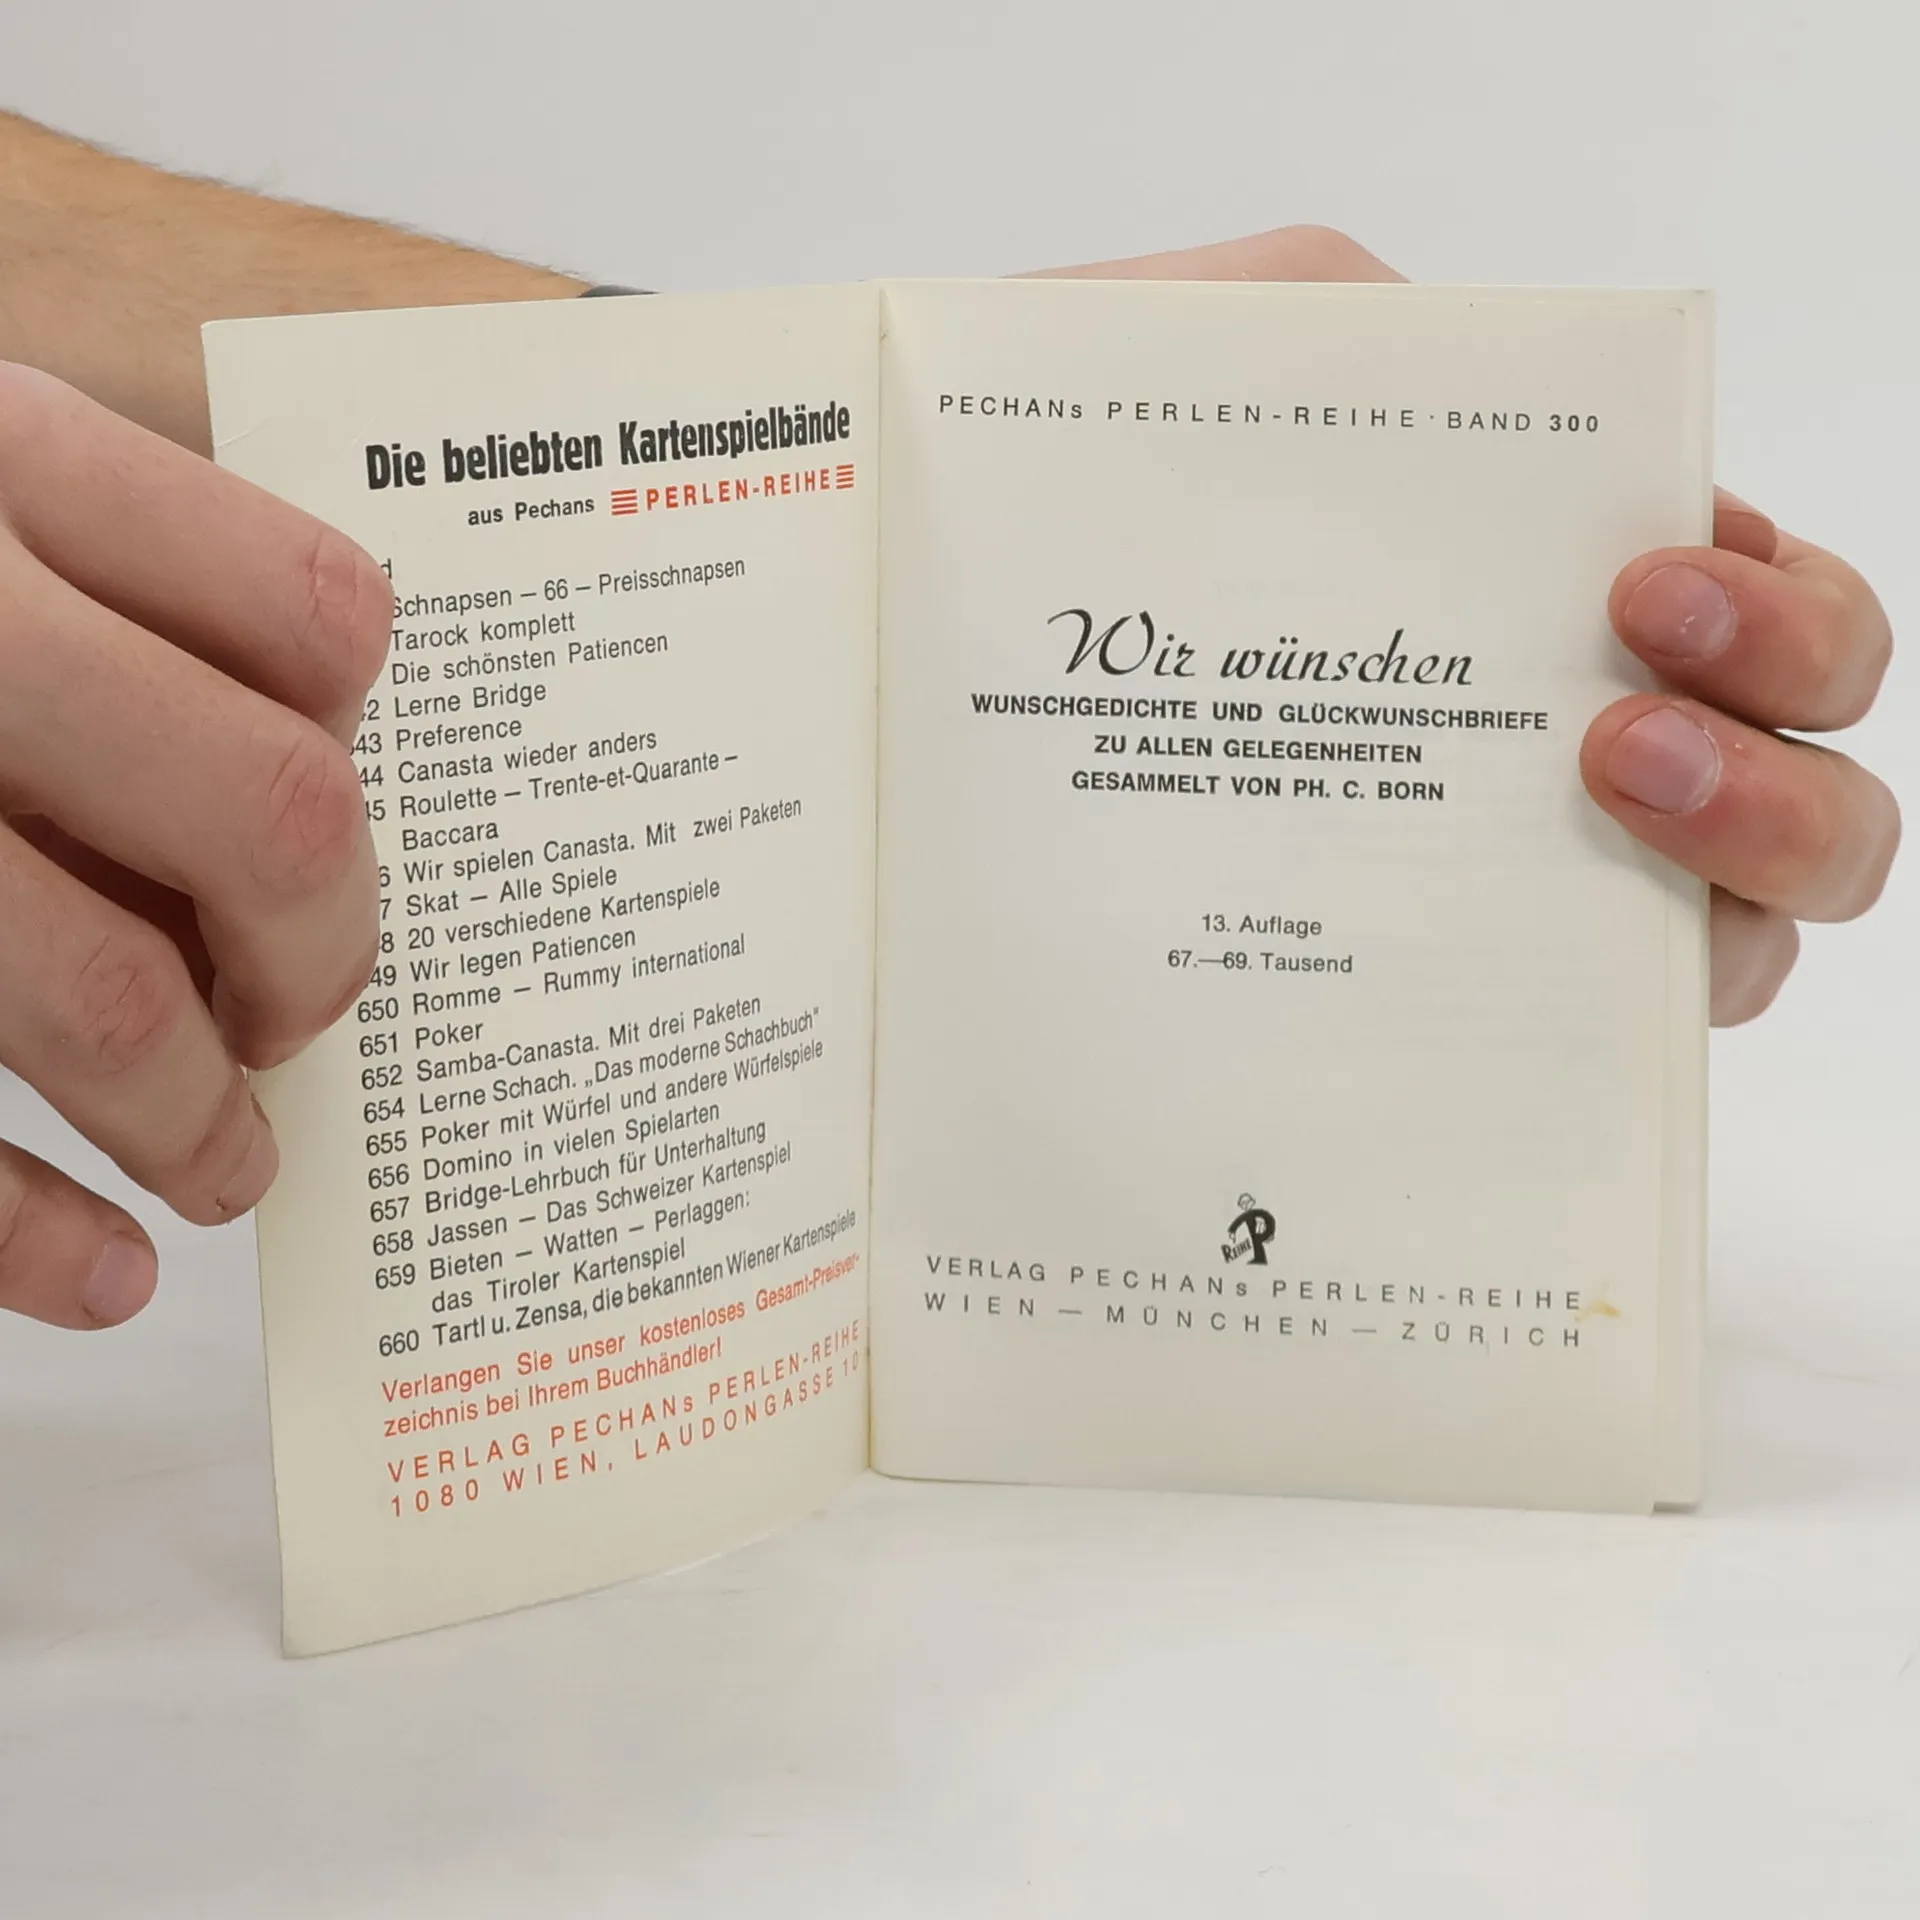 Die beliebten Kartenspielbände
aus Pechans PERLEN-REIHE
Schnapsen – 66 – Preisschnapsen
Tarock komplett
Die schönsten Patiencen
2 Lerne Bridge
43 Preference
44 Canasta wieder anders
45 Roulette – Trente-et-Quarante –
Baccara
6 Wir spielen Canasta. Mit zwei Paketen
7 Skat – Alle Spiele
8 20 verschiedene Kartenspiele
49 Wir legen Patiencen
650 Romme – Rummy international
651 Poker
652 Samba-Canasta. Mit drei Paketen
654 Lerne Schach. „Das moderne Schachbuch"
655 Poker mit Würfel und andere Würfelspiele
656 Domino in vielen Spielarten
657 Bridge-Lehrbuch für Unterhaltung
658 Jassen – Das Schweizer Kartenspiel
659 Bieten – Watten – Perlaggen:
das Tiroler Kartenspiel
660 Tartl u. Zensa, die bekannten Wiener Kartenspiele
Verlangen Sie unser kostenloses Gesamt-Preisver-
zeichnis bei Ihrem Buchhändler!
VERLAG PECHANs PERLEN-REIHE
1080 WIEN, LAUDONGASSE 10
PECHANs PERLEN-REIHE · BAND 300
Wir wünschen
WUNSCHGEDICHTE UND GLÜCKWUNSCHBRIEFE
ZU ALLEN GELEGENHEITEN
GESAMMELT VON PH. C. BORN
13. Auflage
67.—69. Tausend
P
REIHE
VERLAG PECHANs PERLEN-REIHE
WIEN — MÜNCHEN — ZÜRICH